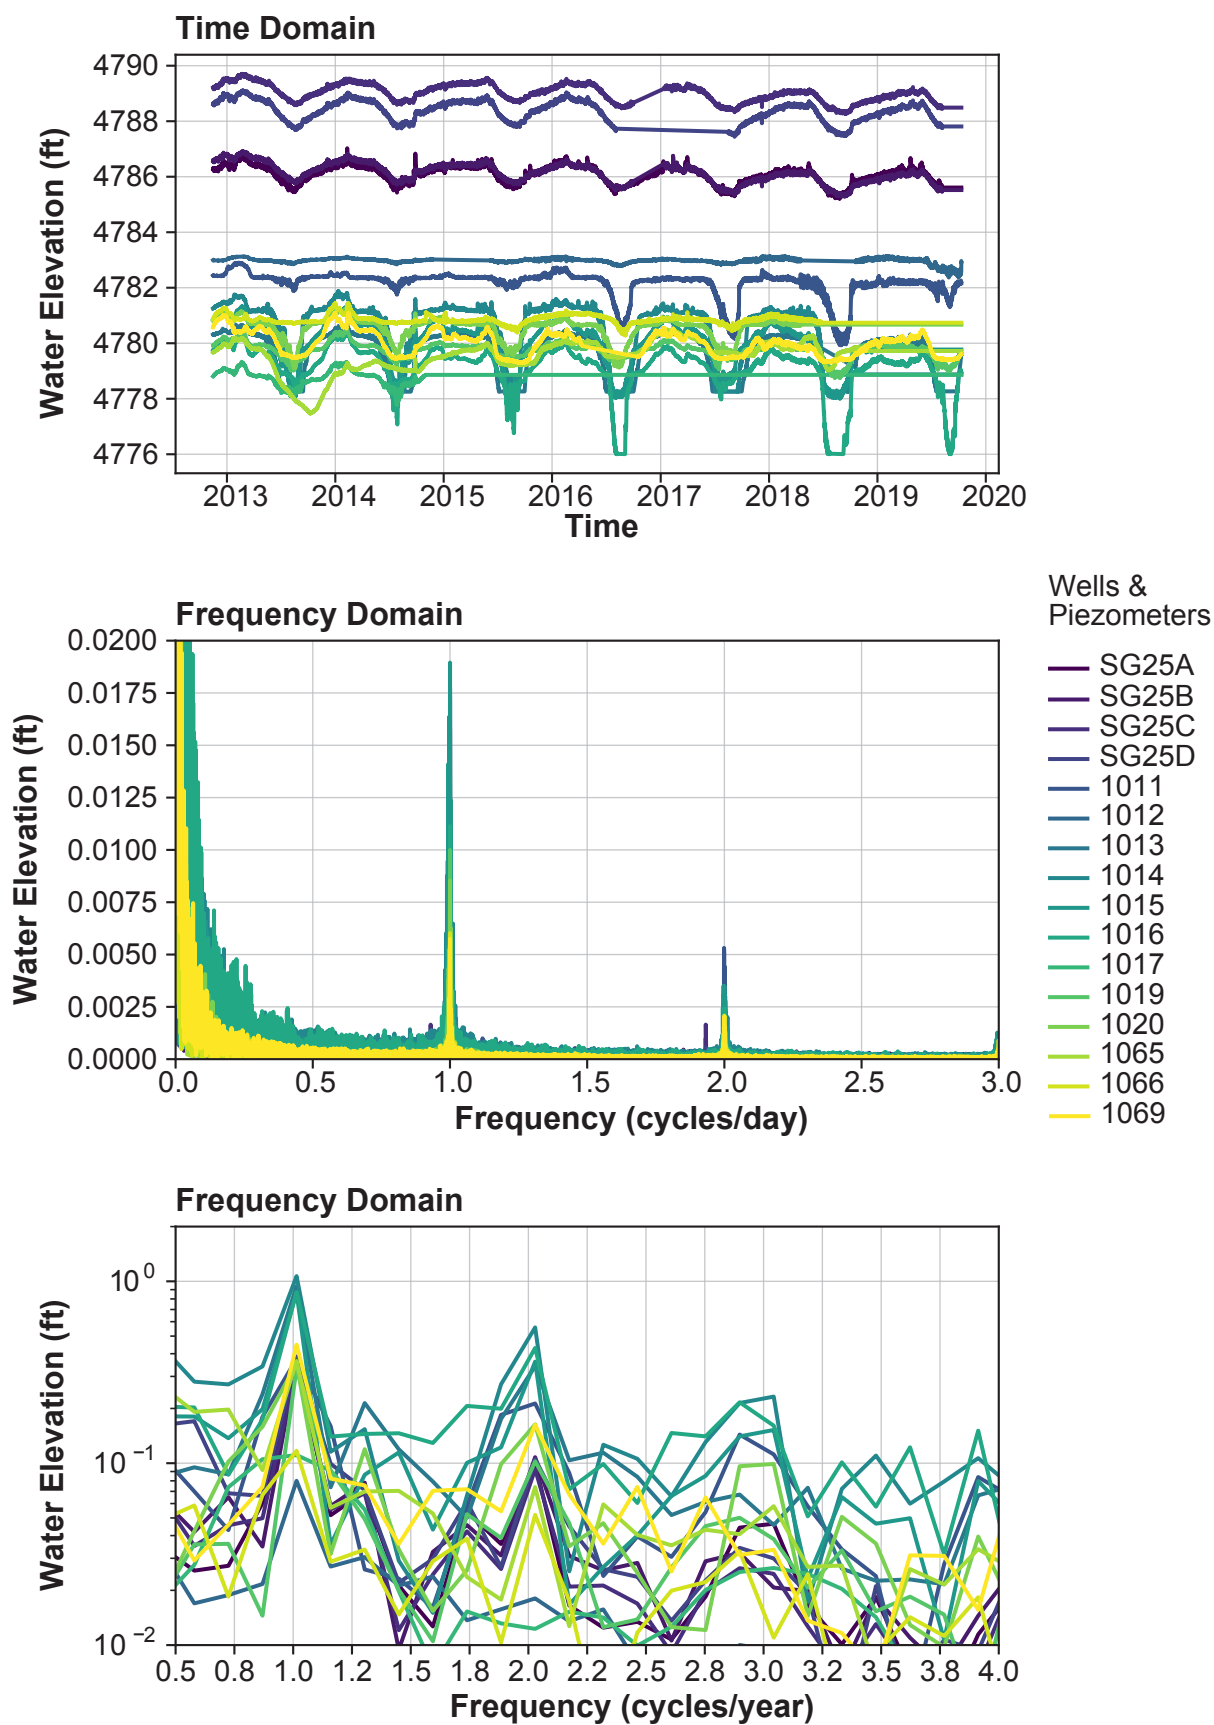 Time Domain
4790
4788
4786
4784
4782
4780
4778
4776
Water Elevation (ft)
2013 2014 2015 2016 2017 2018 2019 2020
Time
Frequency Domain
0.0200
0.0175
0.0150
0.0125
0.0100
0.0075
0.0050
0.0025
0.0000
Water Elevation (ft)
0.0 0.5 1.0 1.5 2.0 2.5 3.0
Frequency (cycles/day)
Wells &
Piezometers
SG25A
SG25B
SG25C
SG25D
1011
1012
1013
1014
1015
1016
1017
1019
1020
1065
1066
1069
Frequency Domain
10^0
10^-1
10^-2
Water Elevation (ft)
0.5 0.8 1.0 1.2 1.5 1.8 2.0 2.2 2.5 2.8 3.0 3.2 3.5 3.8 4.0
Frequency (cycles/year)